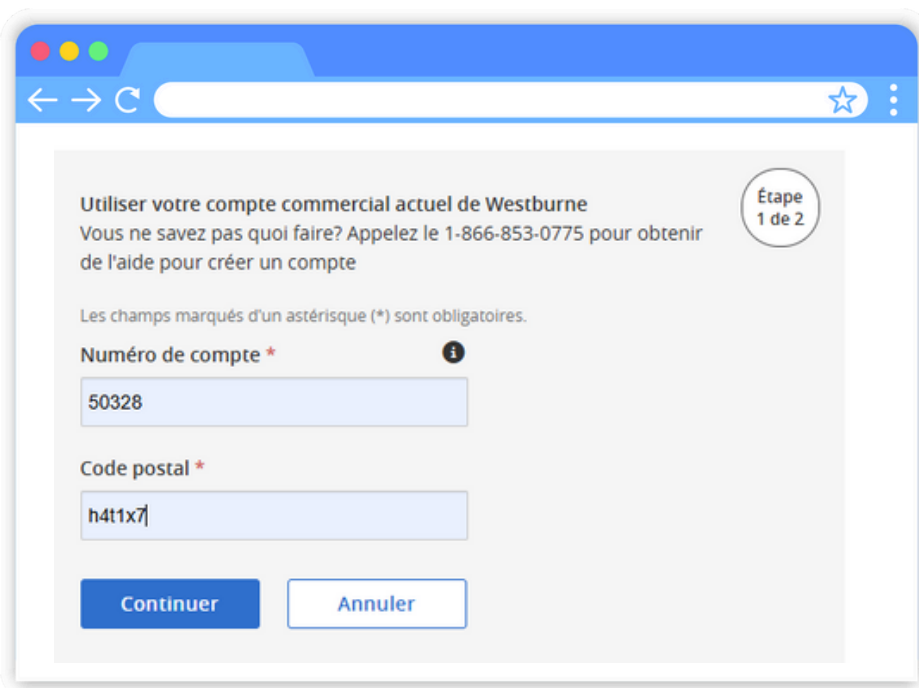 Utiliser votre compte commercial actuel de Westburne
Vous ne savez pas quoi faire? Appelez le 1-866-853-0775 pour obtenir
de l'aide pour créer un compte
Étape
1 de 2
Les champs marqués d'un astérisque (*) sont obligatoires.
Numéro de compte *
50328
Code postal *
h4t1x7
Continuer
Annuler